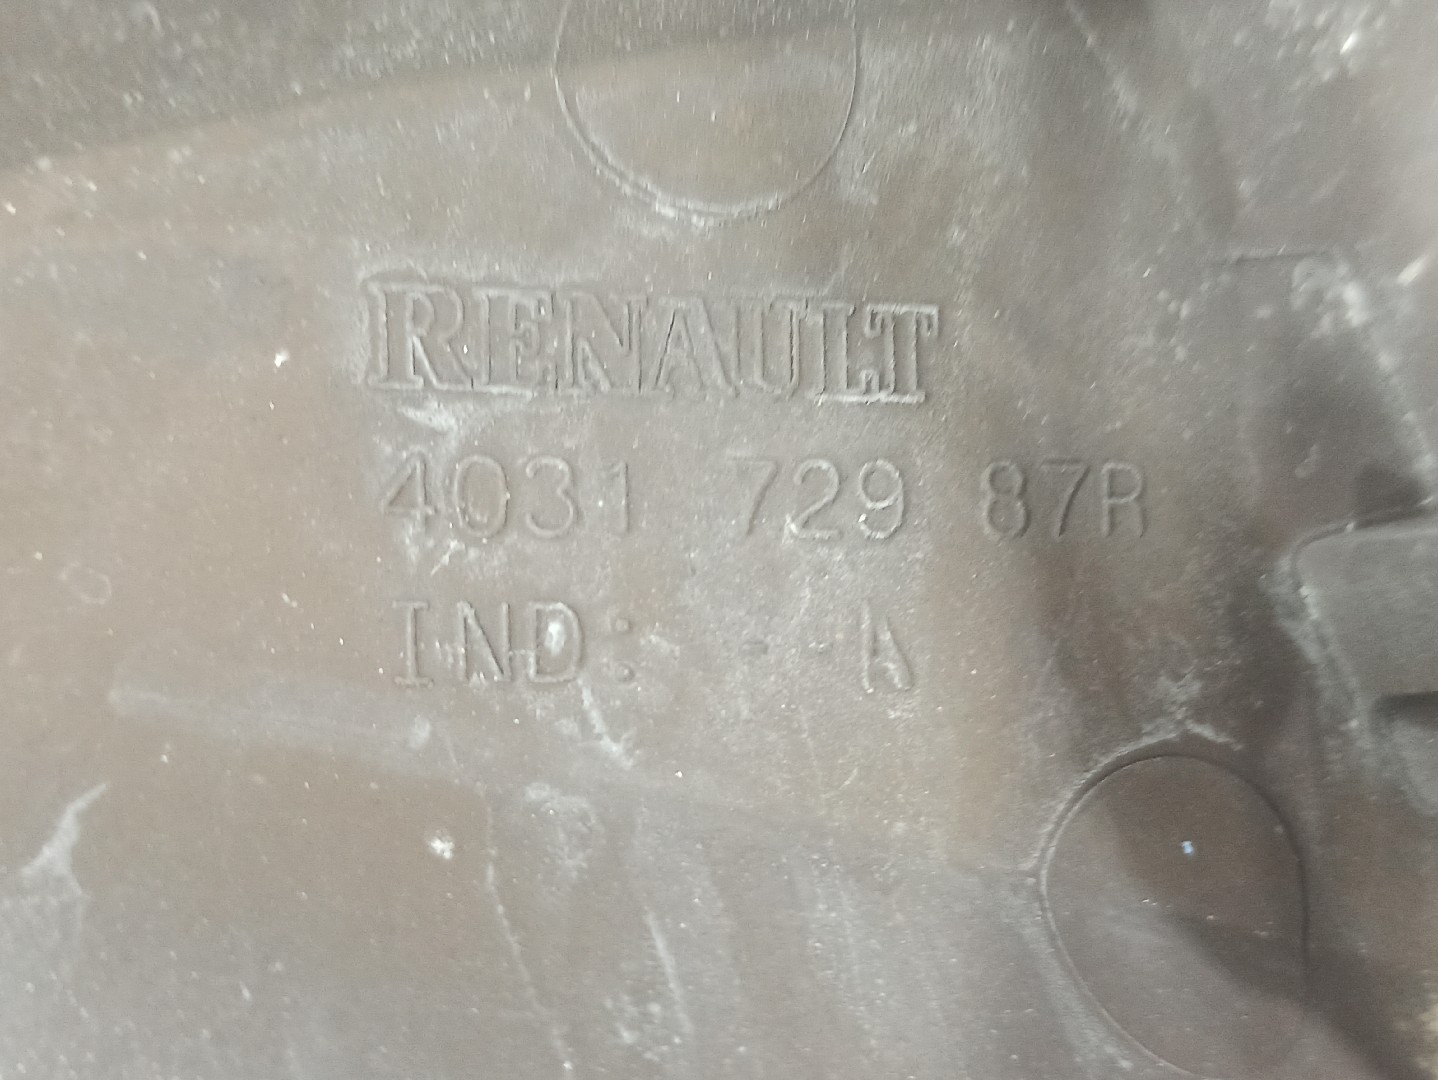 RENAULT
4031 729 87R
IND: - - A